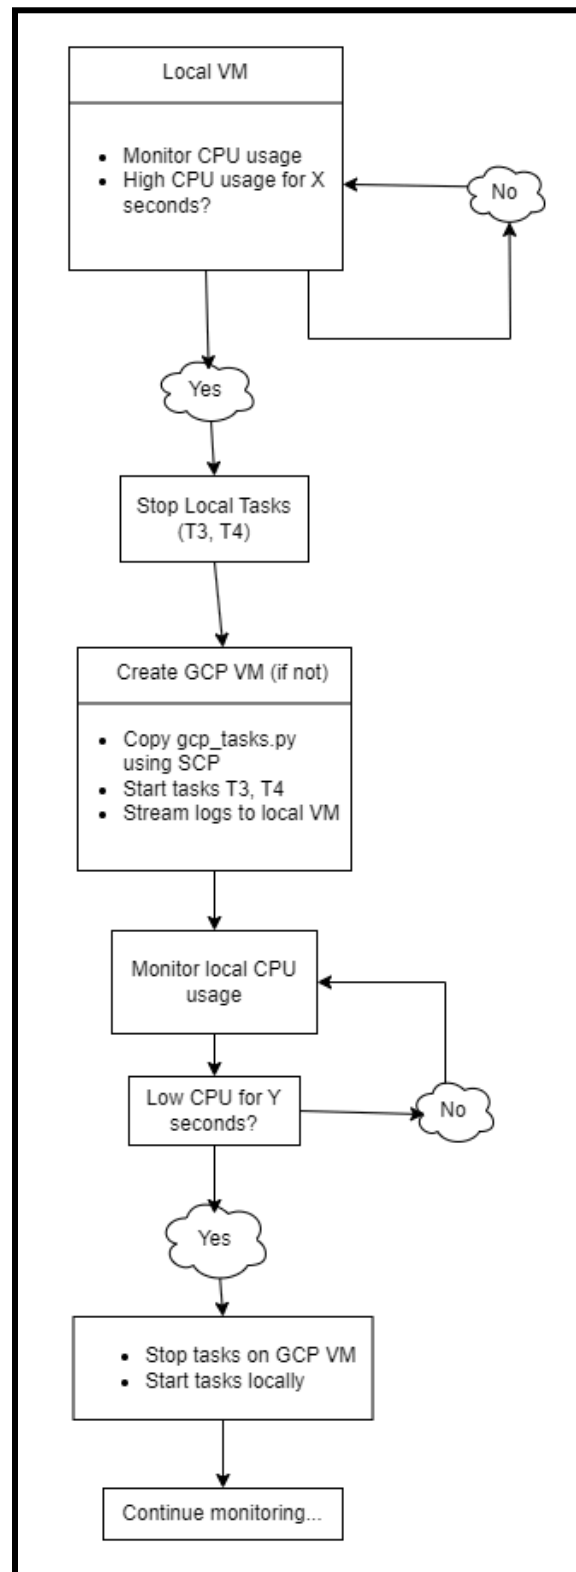 Local VM
• Monitor CPU usage
• High CPU usage for X
seconds?
No
Yes
Stop Local Tasks
(T3, T4)
Create GCP VM (if not)
• Copy gcp_tasks.py
using SCP
• Start tasks T3, T4
• Stream logs to local VM
Monitor local CPU
usage
Low CPU for Y
seconds?
No
Yes
• Stop tasks on GCP VM
• Start tasks locally
Continue monitoring...